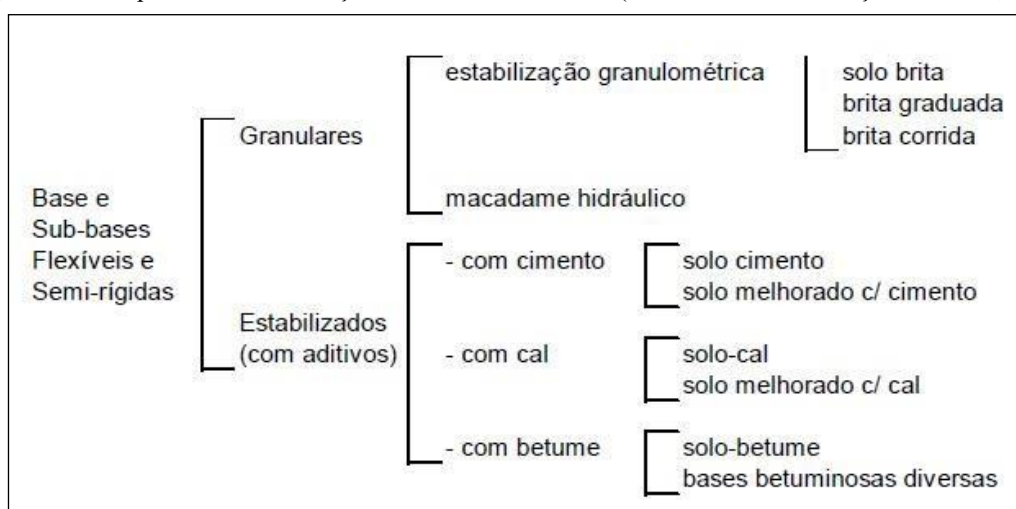 estabilização granulométrica
solo brita
brita graduada
brita corrida
Granulares
macadame hidráulico
Base e
Sub-bases
Flexíveis e
Semi-rígidas
- com cimento
solo cimento
solo melhorado c/ cimento
Estabilizados
(com aditivos)
- com cal
solo-cal
solo melhorado c/ cal
- com betume
solo-betume
bases betuminosas diversas